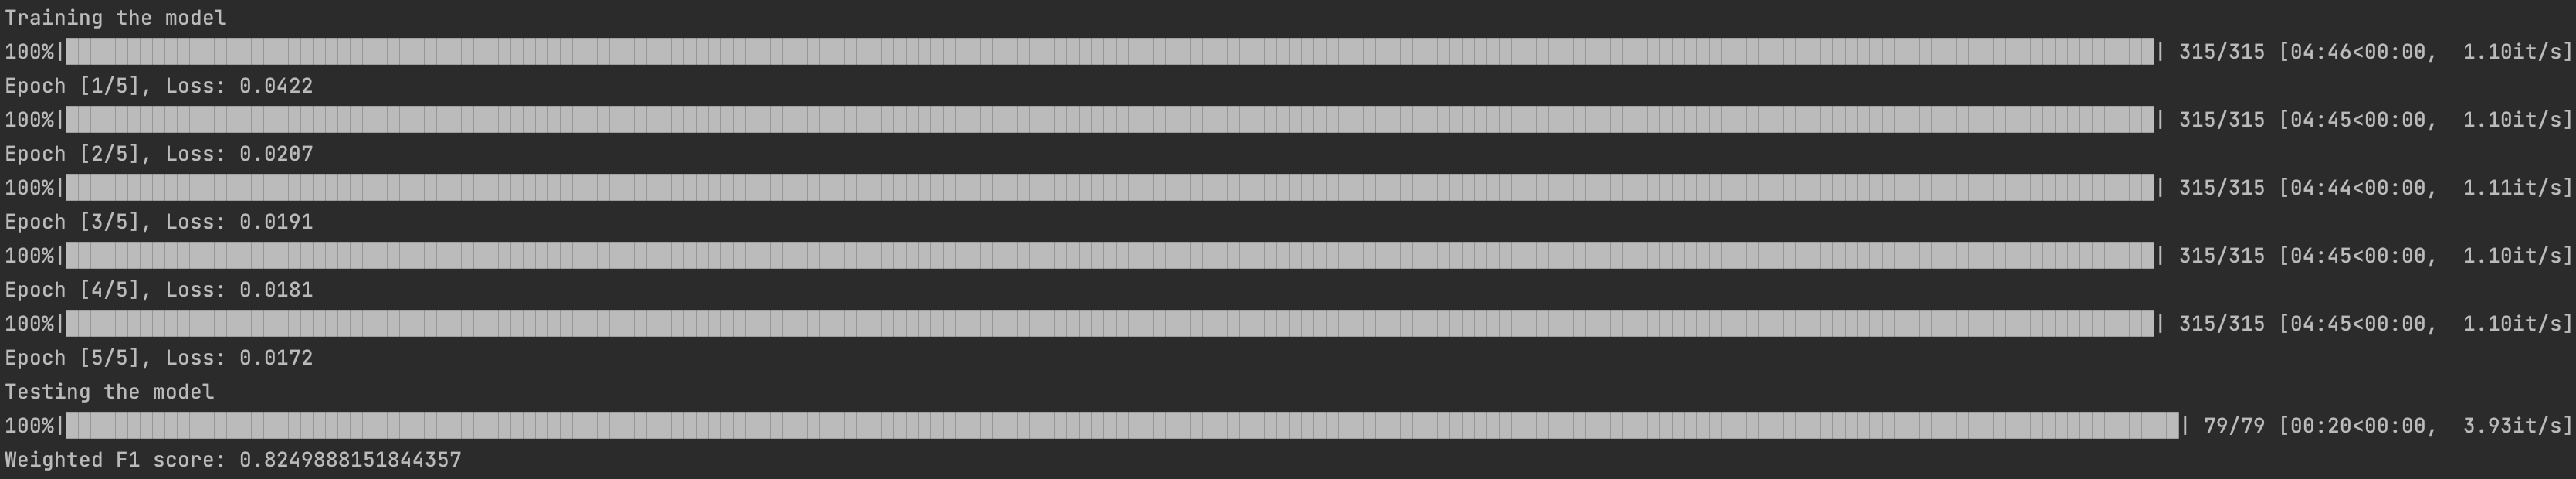 Training the model
100%|██████████| 315/315 [04:46<00:00,  1.10it/s]
Epoch [1/5], Loss: 0.0422
100%|██████████| 315/315 [04:45<00:00,  1.10it/s]
Epoch [2/5], Loss: 0.0207
100%|██████████| 315/315 [04:44<00:00,  1.11it/s]
Epoch [3/5], Loss: 0.0191
100%|██████████| 315/315 [04:45<00:00,  1.10it/s]
Epoch [4/5], Loss: 0.0181
100%|██████████| 315/315 [04:45<00:00,  1.10it/s]
Epoch [5/5], Loss: 0.0172
Testing the model
100%|██████████| 79/79 [00:20<00:00,  3.93it/s]
Weighted F1 score: 0.8249888151844357